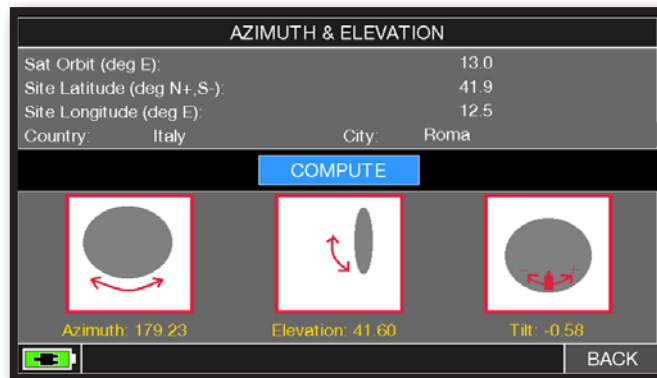 AZIMUTH & ELEVATION
Sat Orbit (deg E): 13.0
Site Latitude (deg N+,S-): 41.9
Site Longitude (deg E): 12.5
Country: Italy City: Roma
COMPUTE
- +
Azimuth: 179.23 Elevation: 41.60 Tilt: -0.58
BACK